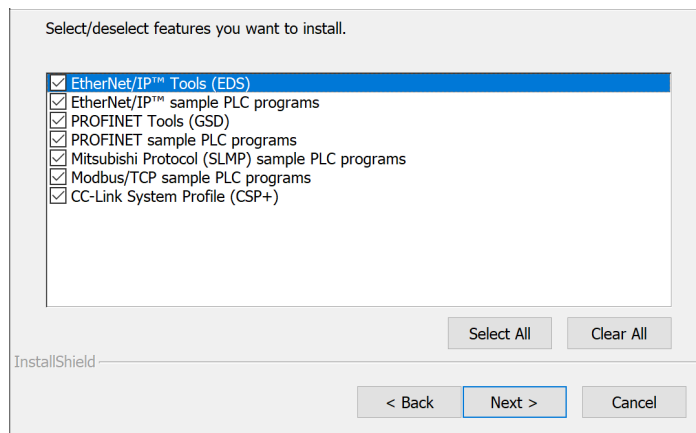 Select/deselect features you want to install.
EtherNet/IP™ Tools (EDS)
EtherNet/IP™ sample PLC programs
PROFINET Tools (GSD)
PROFINET sample PLC programs
Mitsubishi Protocol (SLMP) sample PLC programs
Modbus/TCP sample PLC programs
CC-Link System Profile (CSP+)
Select All Clear All
InstallShield
< Back Next > Cancel